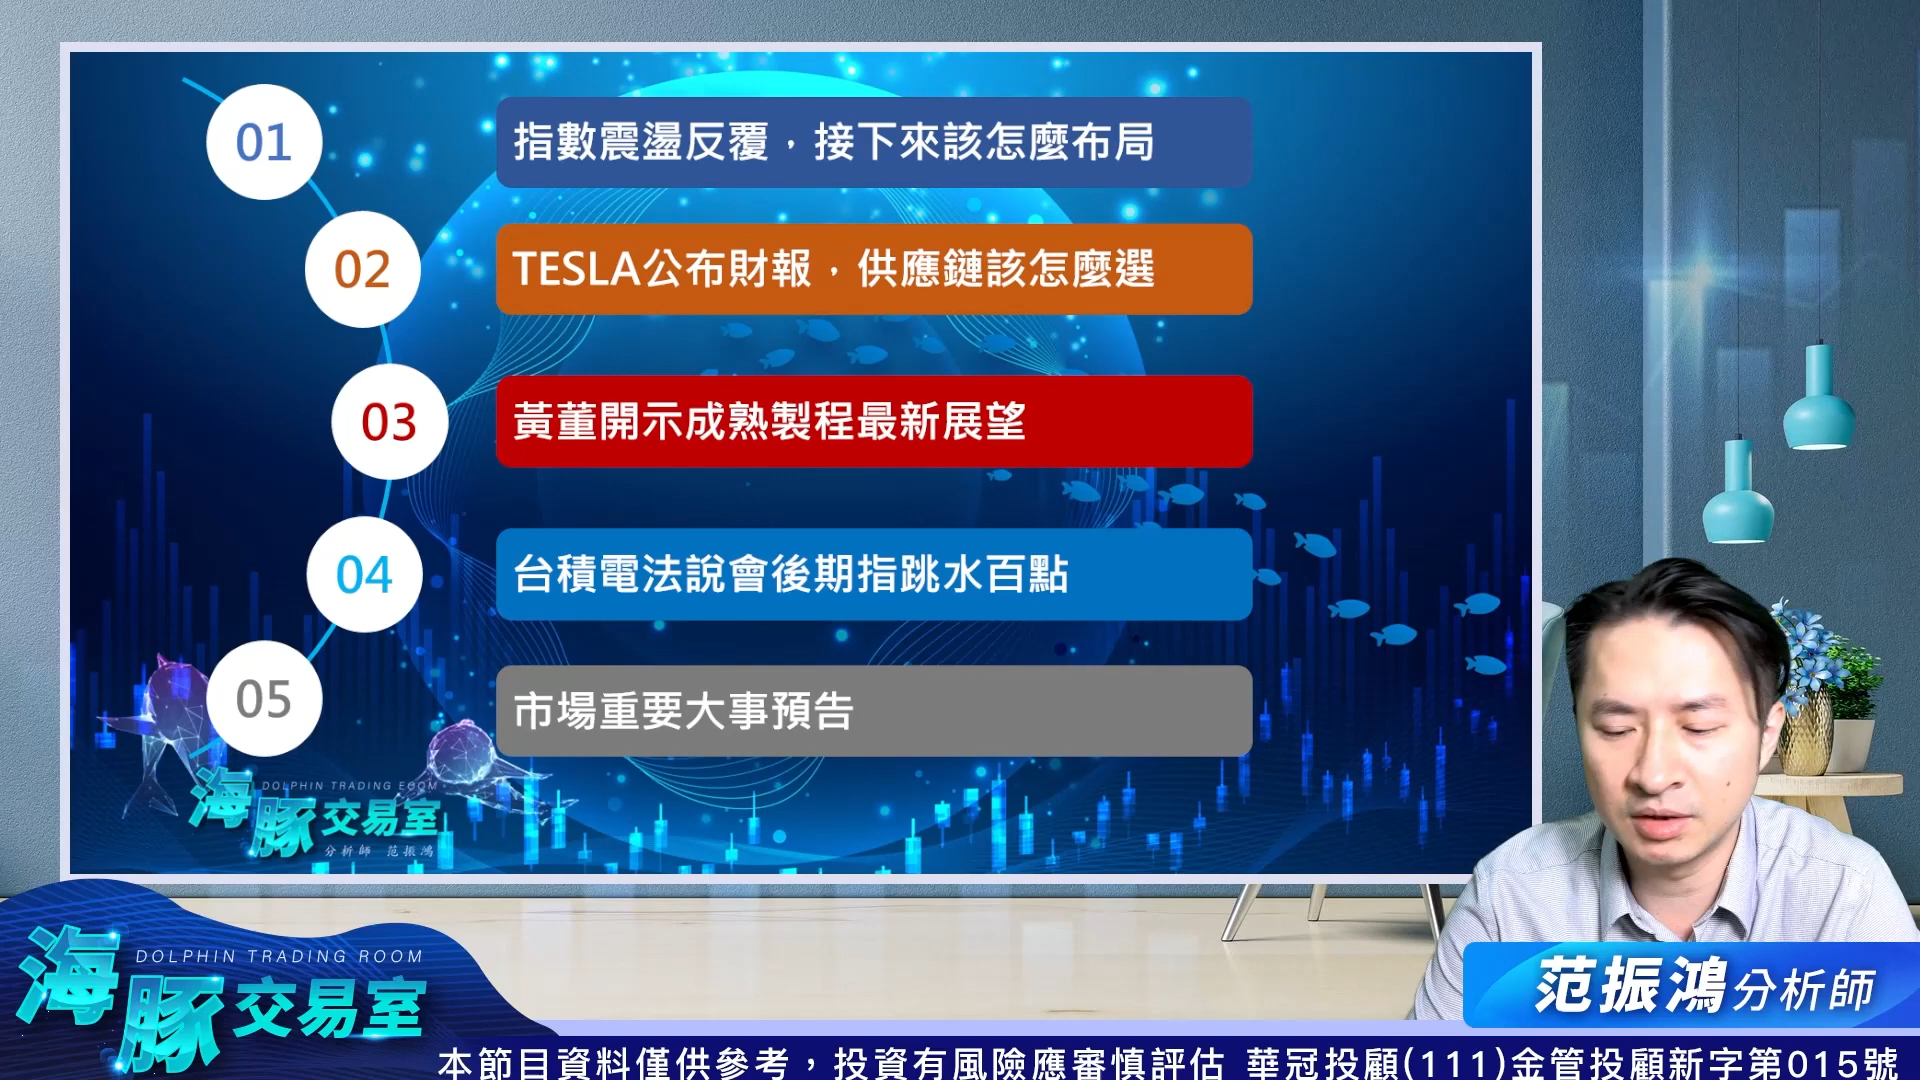 01
指數震盪反覆，接下來該怎麼布局
02
TESLA公布財報，供應鏈該怎麼選
03
黃董開示成熟製程最新展望
04
台積電法說會後期指跳水百點
05
市場重要大事預告
DOLPHIN TRADING ROOM
海豚交易室
分析師 范振鴻
DOLPHIN TRADING ROOM
海豚交易室
范振鴻分析師
本節目資料僅供參考，投資有風險應審慎評估 華冠投顧(111)金管投顧新字第015號